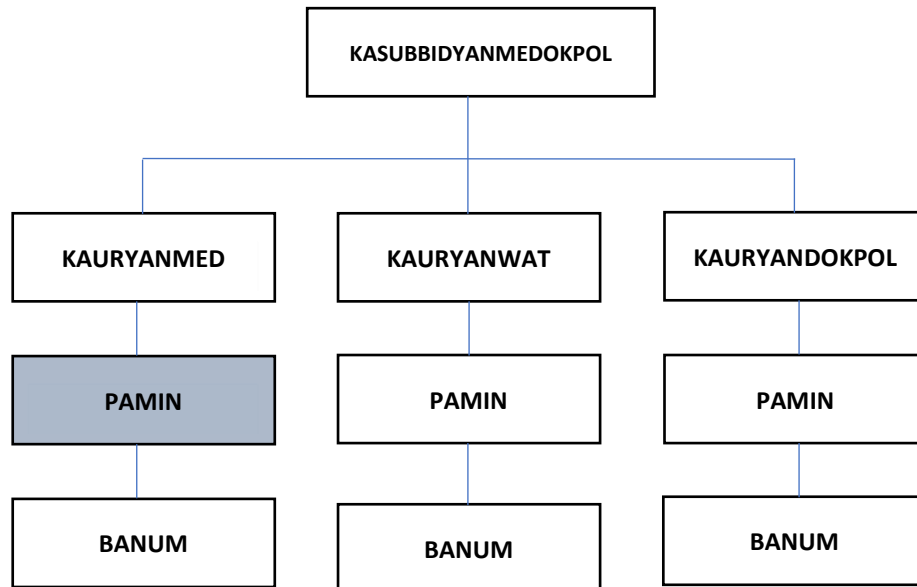 KASUBBIDYANMEDOKPOL
KAURYANMED
KAURYANWAT
KAURYANDOKPOL
PAMIN
PAMIN
PAMIN
BANUM
BANUM
BANUM